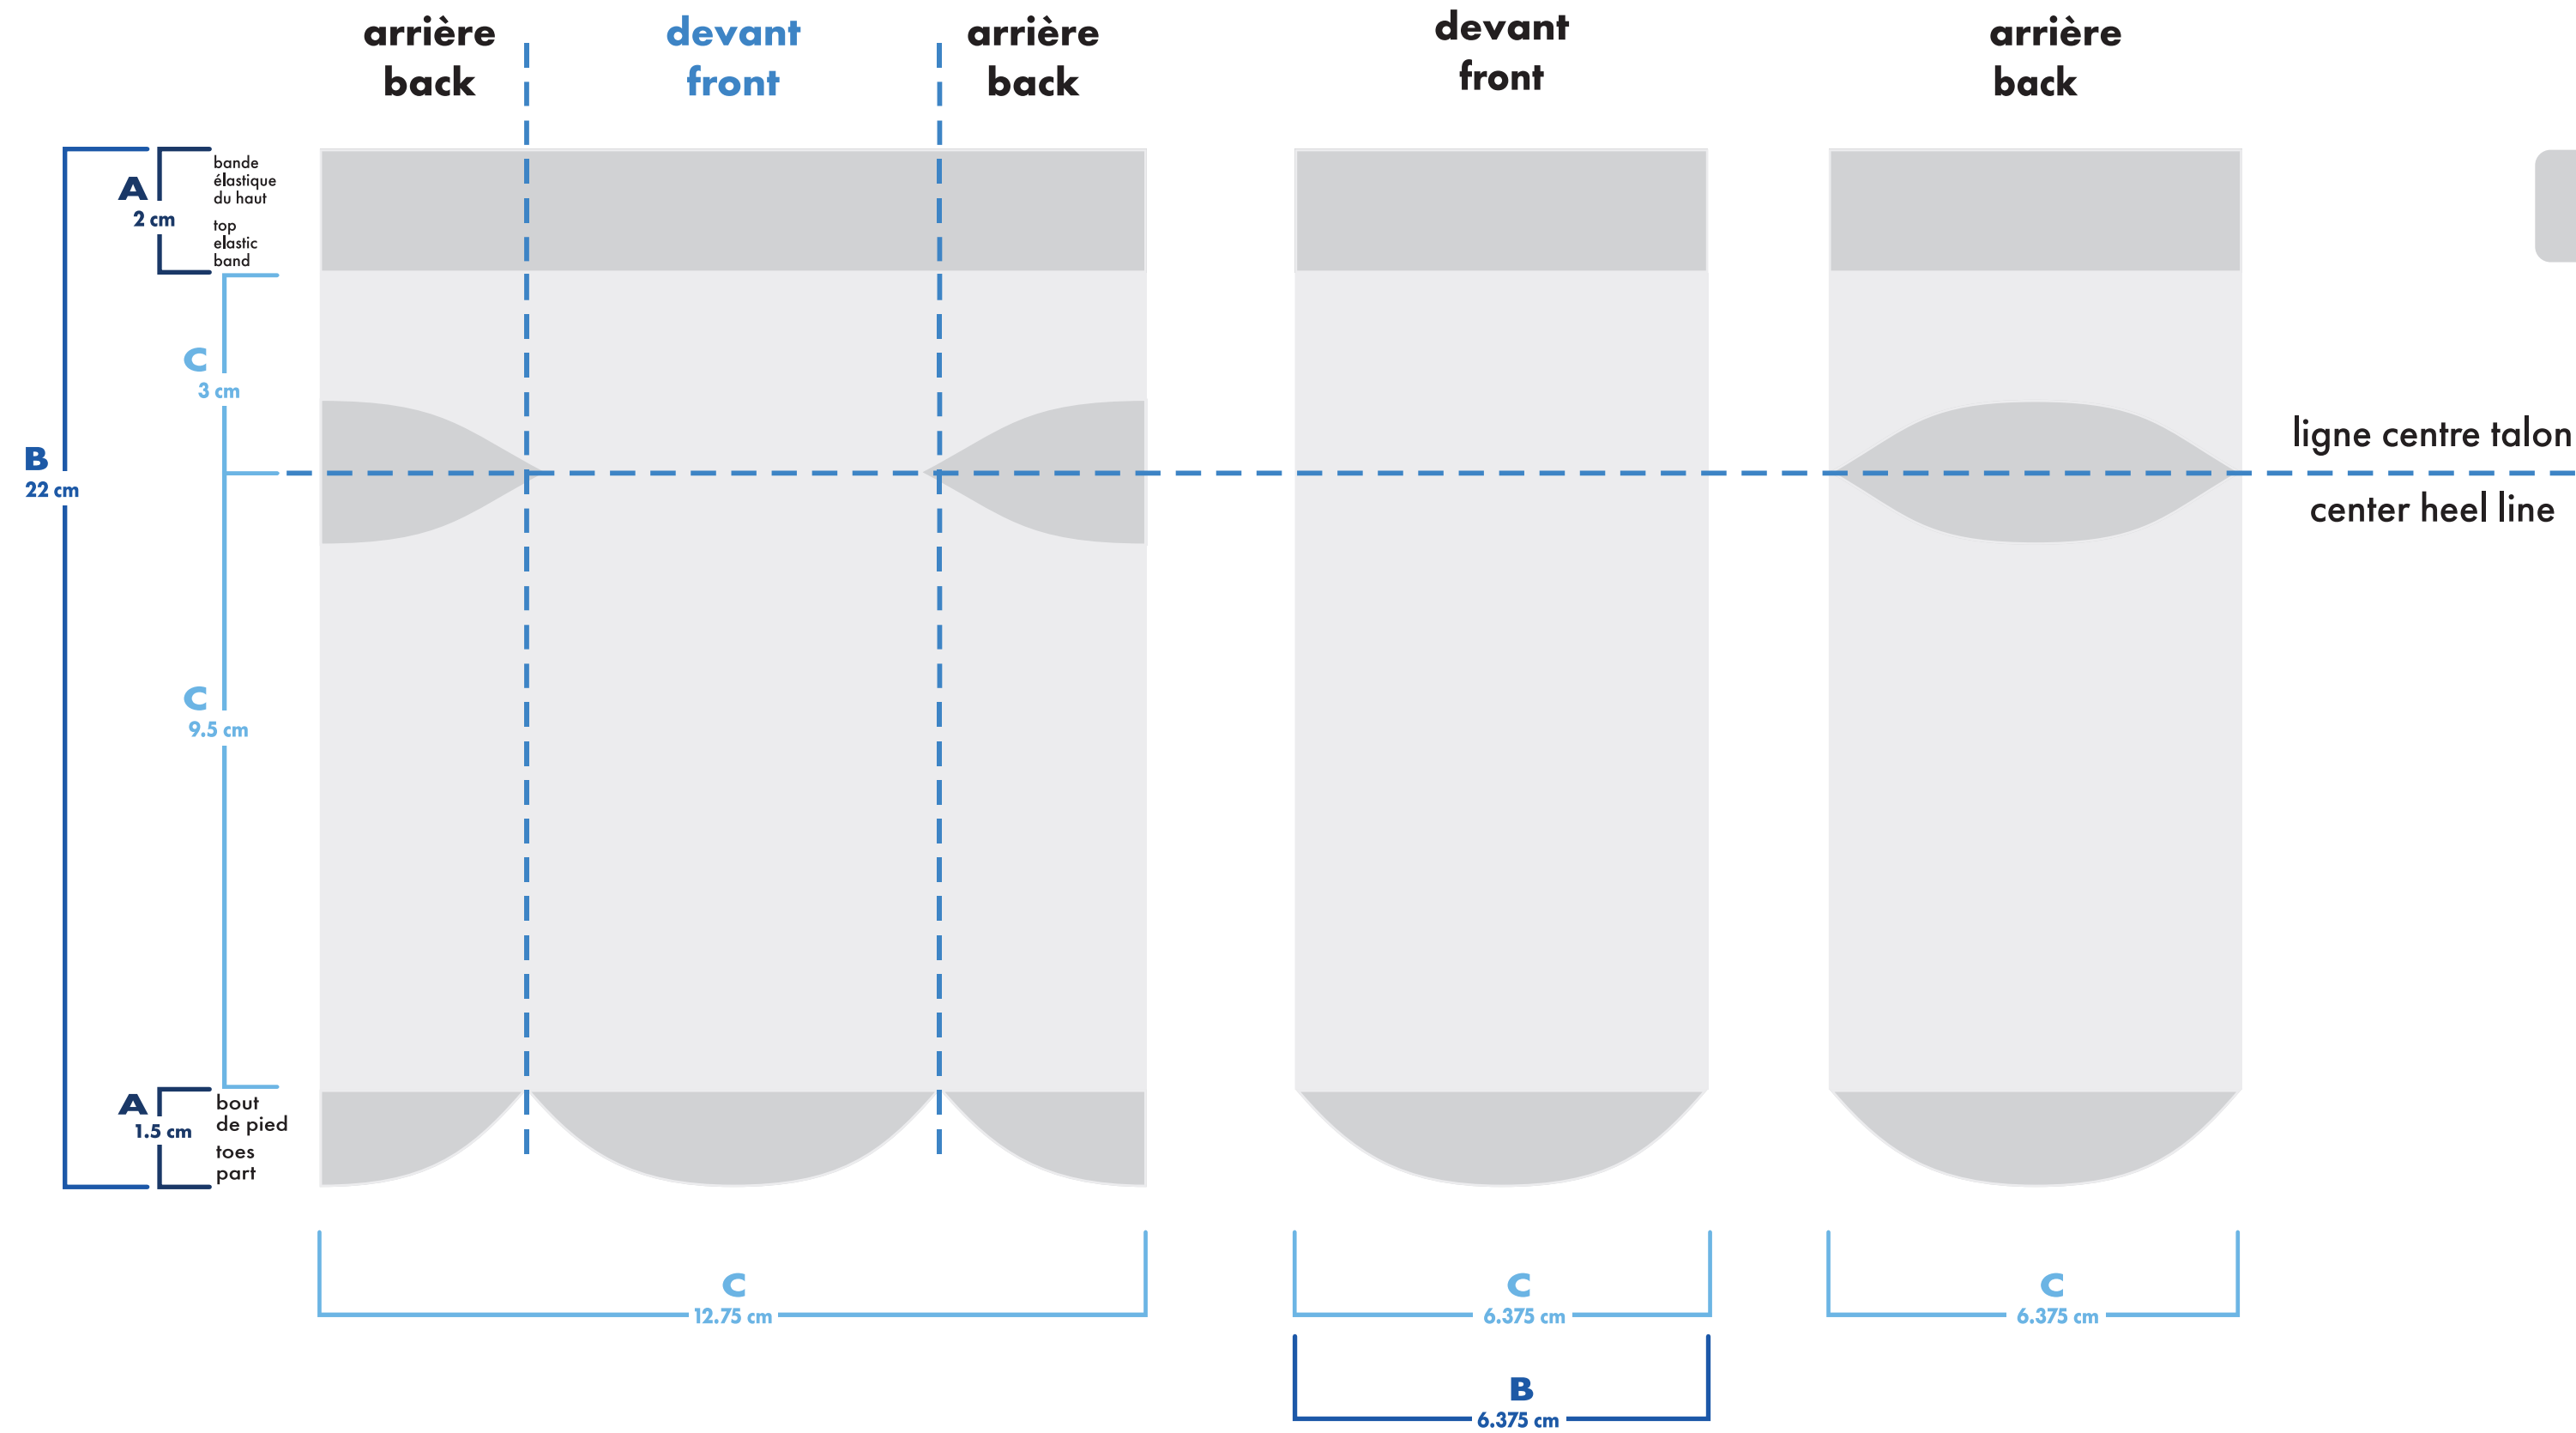 arrière
back
devant
front
arrière
back
devant
front
arrière
back
A
2 cm
bande
élastique
du haut
top
elastic
band
C
3 cm
B
22 cm
ligne centre talon
center heel line
C
9.5 cm
A
1.5 cm
bout
de pied
toes
part
C
12.75 cm
C
6.375 cm
C
6.375 cm
B
6.375 cm